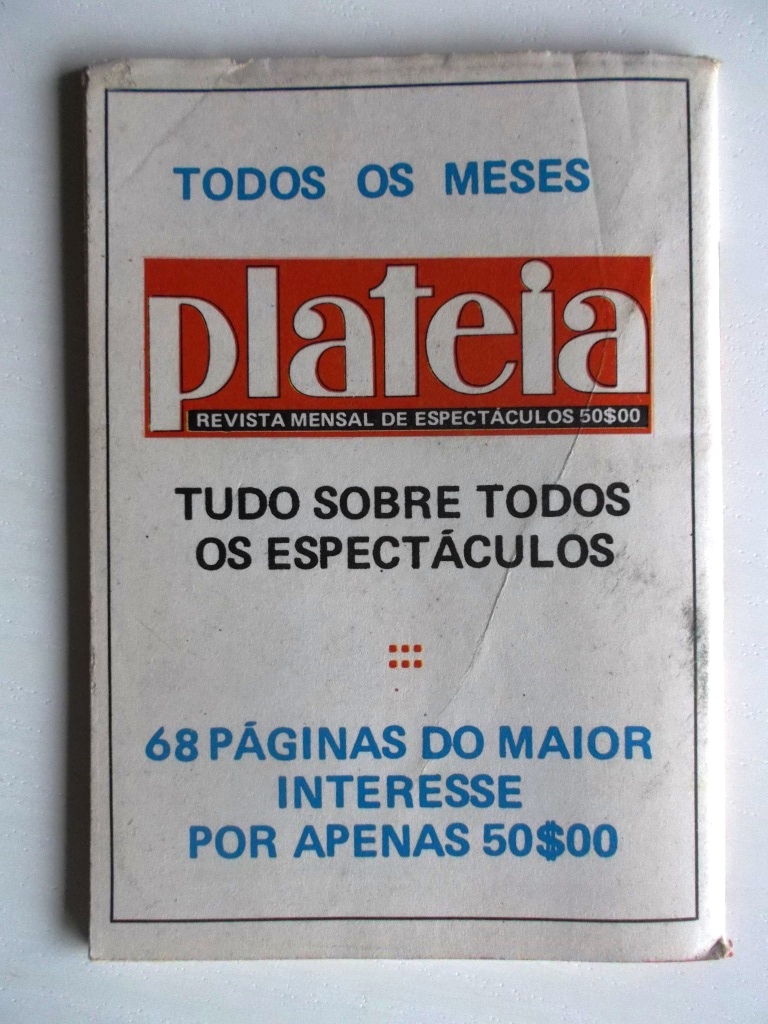 TODOS OS MESES
plateia
REVISTA MENSAL DE ESPECTÁCULOS 50$00
TUDO SOBRE TODOS
OS ESPECTÁCULOS
68 PÁGINAS DO MAIOR
INTERESSE
POR APENAS 50$00